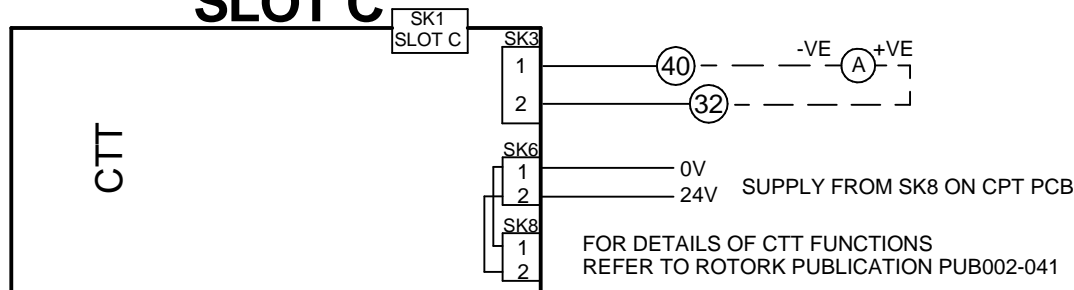 SLOT C
SK1
SLOT C
SK3
1
2
40
32
-VE
A
+VE
CTT
SK6
1
2
0V
24V
SUPPLY FROM SK8 ON CPT PCB
SK8
1
2
FOR DETAILS OF CTT FUNCTIONS
REFER TO ROTORK PUBLICATION PUB002-041